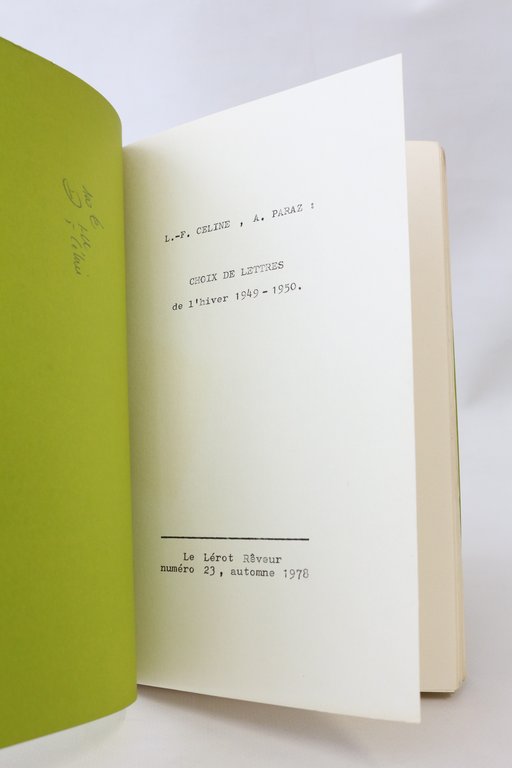 L.-F. CELINE , A. PARAZ :
CHOIX DE LETTRES
de l'hiver 1949 - 1950.
Le Lérot Rêveur
numéro 23, automne 1978